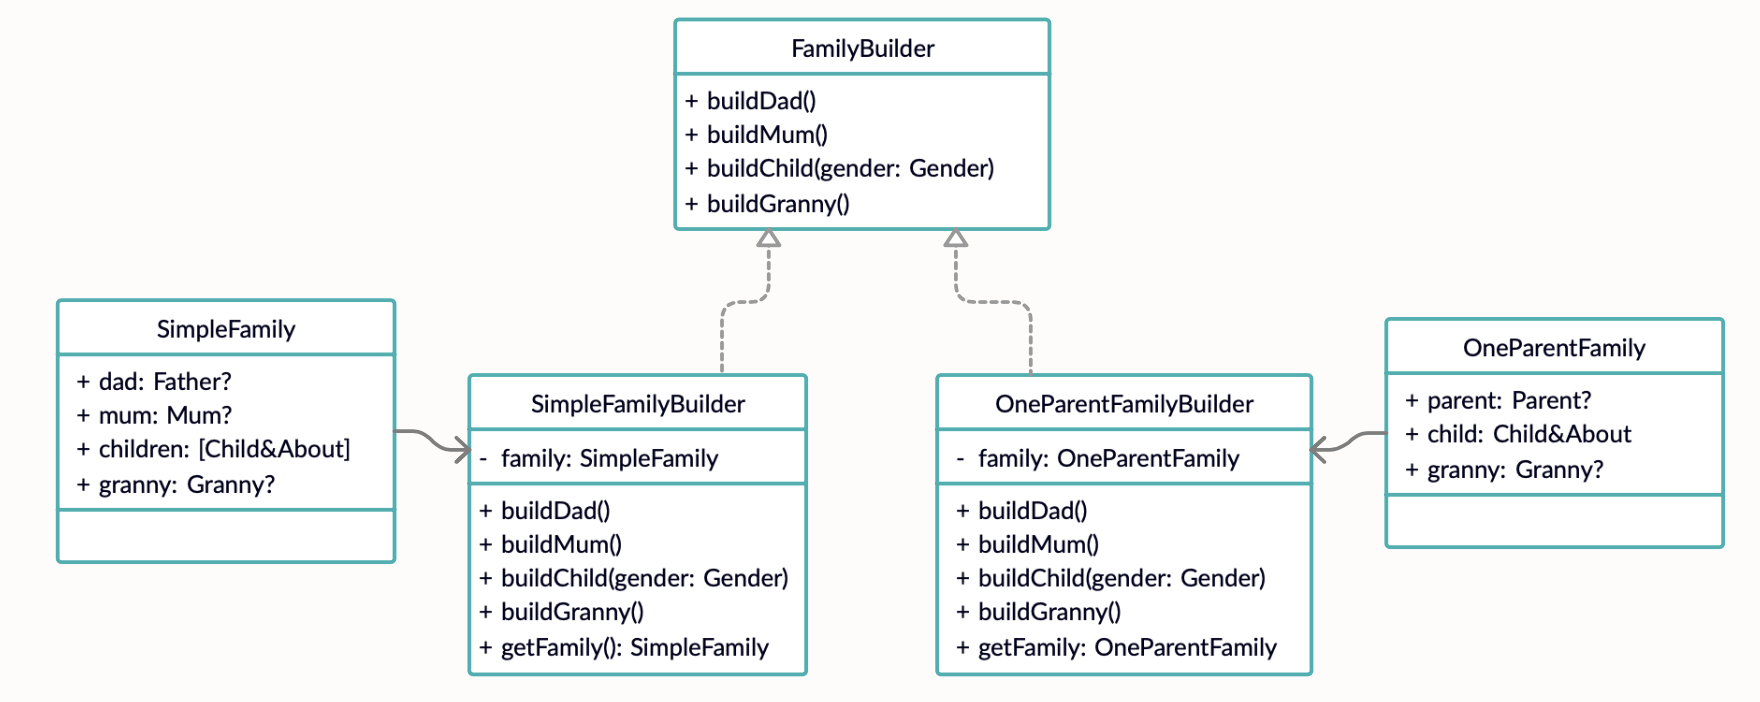 FamilyBuilder
+ buildDad()
+ buildMum()
+ buildChild(gender: Gender)
+ buildGranny()
SimpleFamily
+ dad: Father?
+ mum: Mum?
+ children: [Child&About]
+ granny: Granny?
SimpleFamilyBuilder
- family: SimpleFamily
+ buildDad()
+ buildMum()
+ buildChild(gender: Gender)
+ buildGranny()
+ getFamily(): SimpleFamily
OneParentFamilyBuilder
- family: OneParentFamily
+ buildDad()
+ buildMum()
+ buildChild(gender: Gender)
+ buildGranny()
+ getFamily: OneParentFamily
OneParentFamily
+ parent: Parent?
+ child: Child&About
+ granny: Granny?